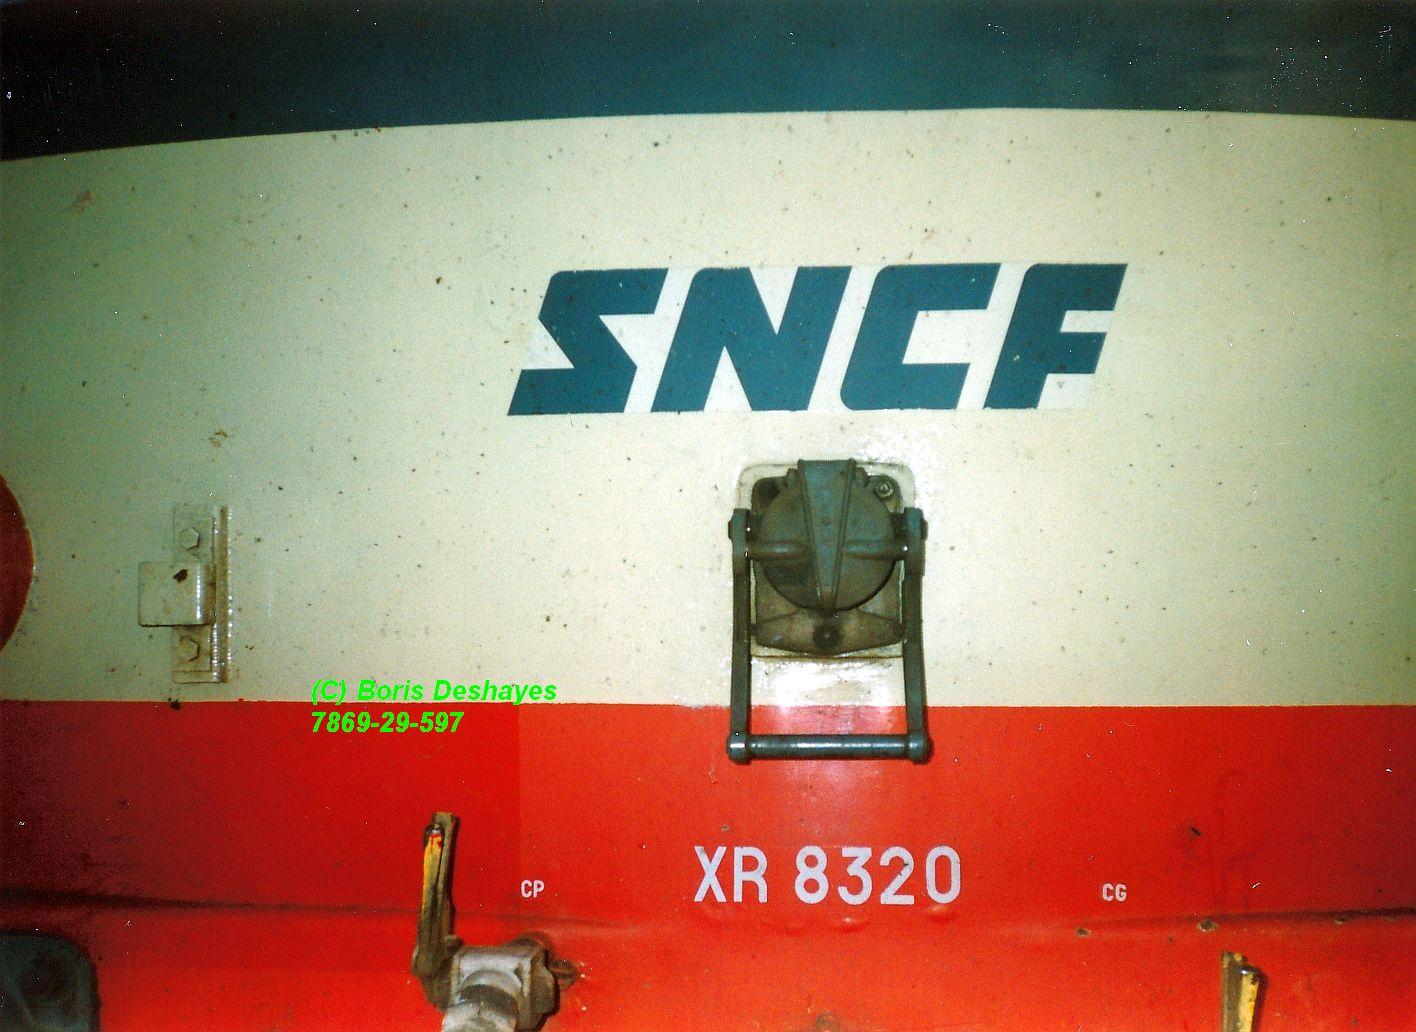 SNCF
(C) Boris Deshayes
7869-29-597
XR 8320
CP
CG